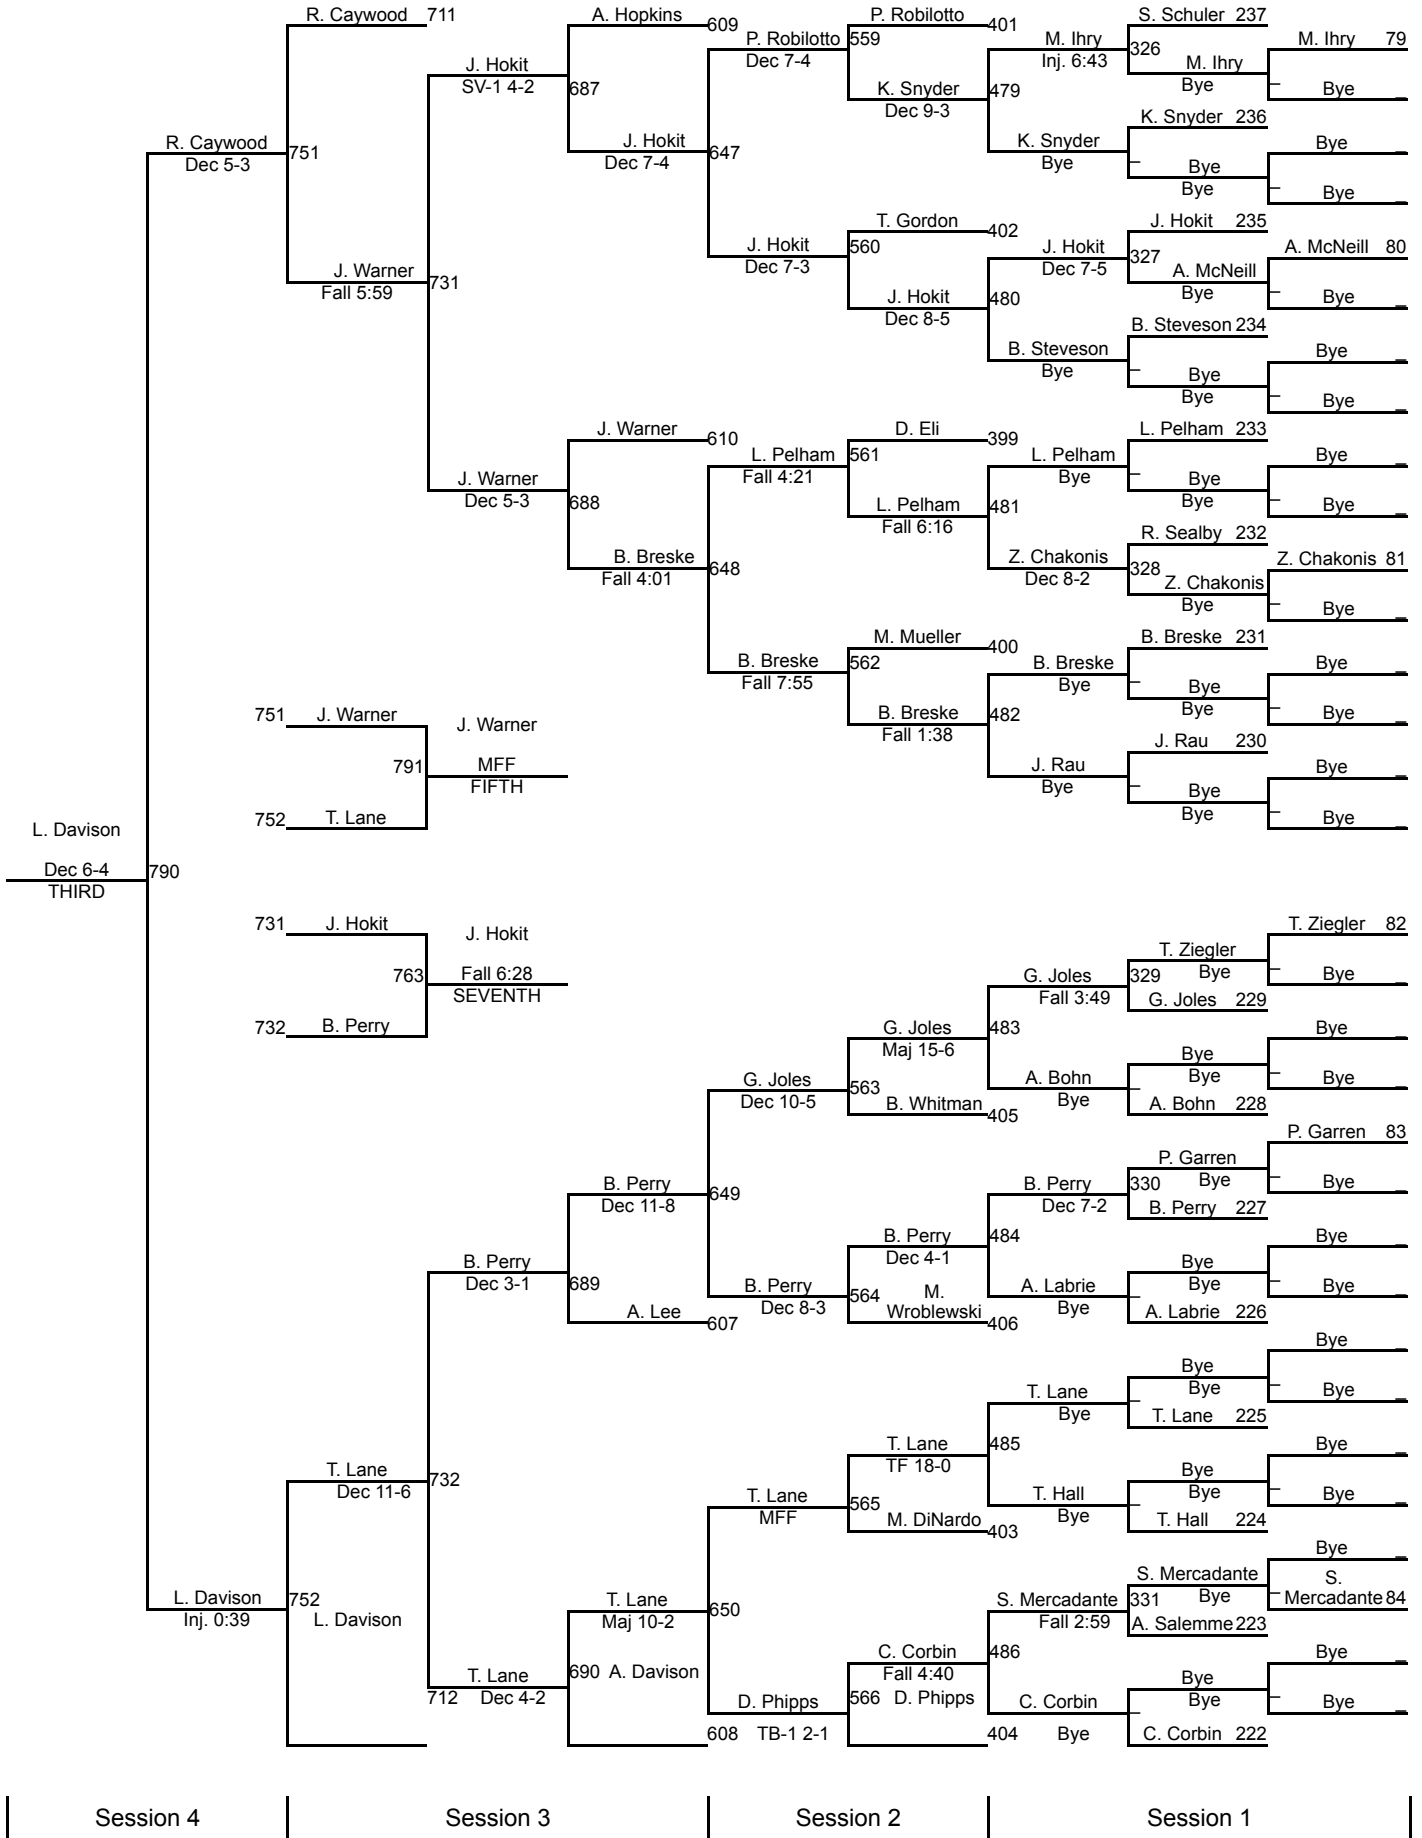 R. Caywood 711
A. Hopkins
609
P. Robilotto
401
S. Schuler 237
P. Robilotto 559
Dec 7-4
M. Ihry
Inj. 6:43
326
M. Ihry 79
M. Ihry
Bye
Bye _
J. Hokit
SV-1 4-2
687
K. Snyder
Dec 9-3
479
K. Snyder 236
R. Caywood
Dec 5-3
751
J. Hokit
Dec 7-4
647
K. Snyder
Bye
Bye _
Bye
Bye
Bye _
T. Gordon
402
J. Hokit 235
J. Hokit
Dec 7-3
560
J. Hokit
Dec 7-5
327
A. McNeill 80
A. McNeill
Bye
Bye _
J. Warner
Fall 5:59
731
J. Hokit
Dec 8-5
480
B. Steveson 234
B. Steveson
Bye
Bye _
Bye
Bye
Bye _
J. Warner
610
D. Eli
399
L. Pelham 233
L. Pelham
Fall 4:21
561
L. Pelham
Bye
Bye _
Bye
Bye
Bye _
J. Warner
Dec 5-3
688
L. Pelham
Fall 6:16
481
R. Sealby 232
B. Breske
Fall 4:01
648
Z. Chakonis
Dec 8-2
328
Z. Chakonis 81
Z. Chakonis
Bye
Bye _
M. Mueller
400
B. Breske 231
B. Breske
Fall 7:55
562
B. Breske
Bye
Bye _
Bye
Bye
Bye _
751 J. Warner
J. Warner
B. Breske
Fall 1:38
482
J. Rau 230
791
MFF
FIFTH
J. Rau
Bye
Bye _
Bye
Bye
Bye _
752 T. Lane
L. Davison
Dec 6-4
THIRD
790
731 J. Hokit
J. Hokit
T. Ziegler 82
763
Fall 6:28
SEVENTH
G. Joles
Fall 3:49
329
T. Ziegler
Bye
Bye _
G. Joles 229
732 B. Perry
G. Joles
Maj 15-6
483
Bye _
G. Joles
Dec 10-5
563
A. Bohn
Bye
Bye
Bye
Bye _
B. Whitman
405
A. Bohn 228
P. Garren 83
B. Perry
Dec 11-8
649
B. Perry
Dec 7-2
330
P. Garren
Bye
Bye _
B. Perry 227
B. Perry
Dec 4-1
484
Bye _
B. Perry
Dec 3-1
689
B. Perry
Dec 8-3
564
A. Labrie
Bye
Bye
Bye
Bye _
A. Lee
607
M.
Wroblewski
406
A. Labrie 226
Bye _
T. Lane
Bye
Bye
Bye
Bye _
T. Lane 225
T. Lane
Dec 11-6
732
T. Lane
TF 18-0
485
Bye _
T. Lane
MFF
565
T. Hall
Bye
Bye
Bye
Bye _
M. DiNardo
403
T. Hall 224
Bye _
L. Davison
Inj. 0:39
752
L. Davison
T. Lane
Maj 10-2
650
S. Mercadante
Fall 2:59
331
S. Mercadante
Bye
S.
Mercadante 84
A. Salemme 223
T. Lane
Dec 4-2
712
690 A. Davison
C. Corbin
Fall 4:40
486
Bye _
D. Phipps
TB-1 2-1
608
566 D. Phipps
404
C. Corbin
Bye
Bye
Bye
Bye _
C. Corbin 222
Session 4
Session 3
Session 2
Session 1